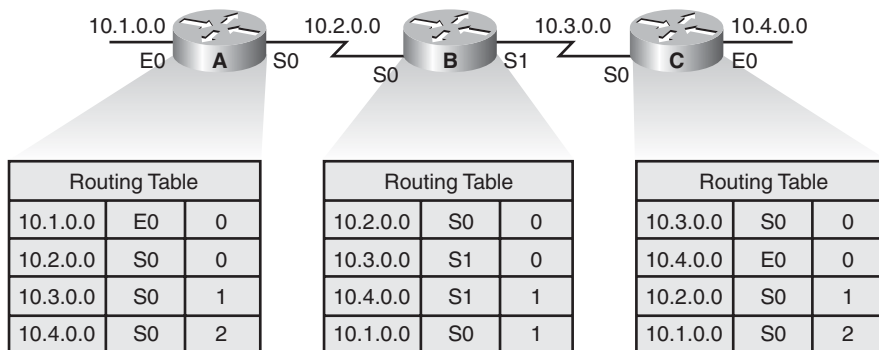 10.1.0.0 10.2.0.0 10.3.0.0 10.4.0.0
E0 A S0 S0 B S1 S0 C E0
Routing Table
10.1.0.0 E0 0
10.2.0.0 S0 0
10.3.0.0 S0 1
10.4.0.0 S0 2
Routing Table
10.2.0.0 S0 0
10.3.0.0 S1 0
10.4.0.0 S1 1
10.1.0.0 S0 1
Routing Table
10.3.0.0 S0 0
10.4.0.0 E0 0
10.2.0.0 S0 1
10.1.0.0 S0 2